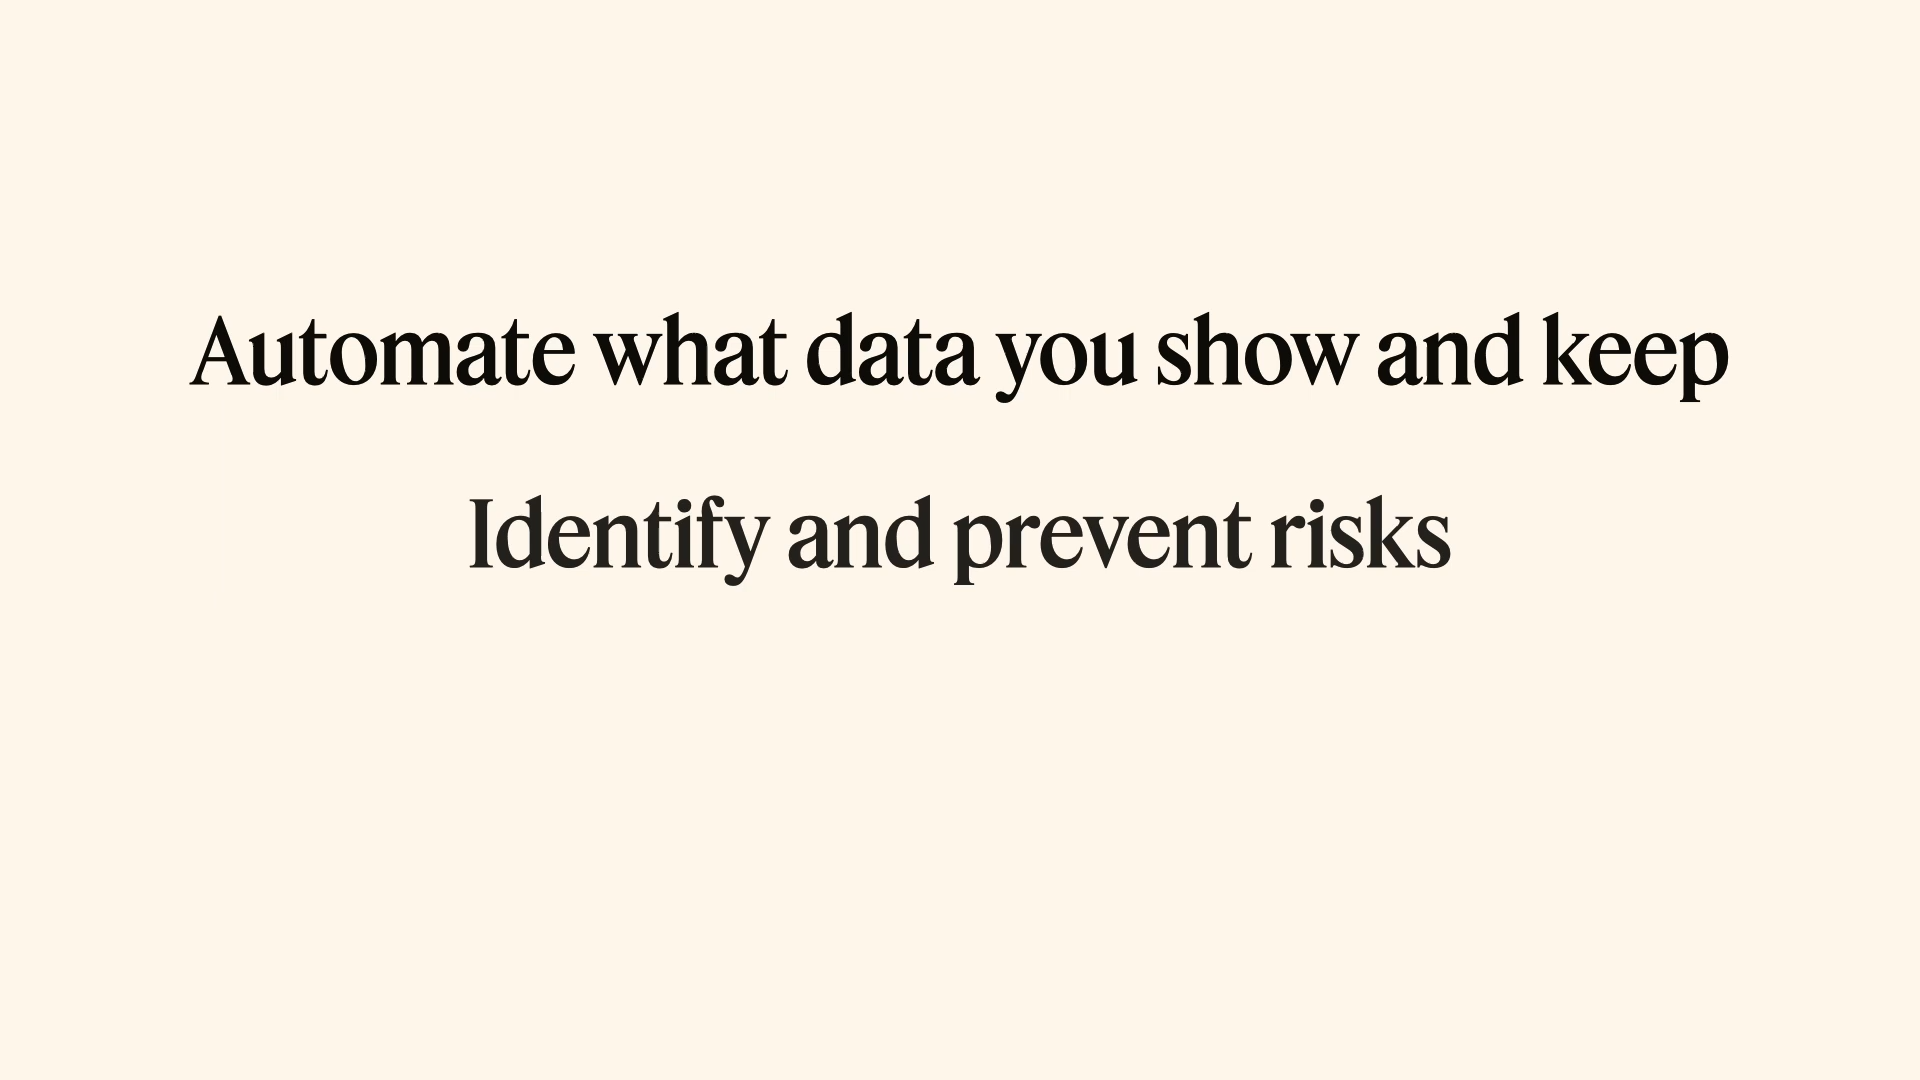 Automate what data you show and keep
Identify and prevent risks